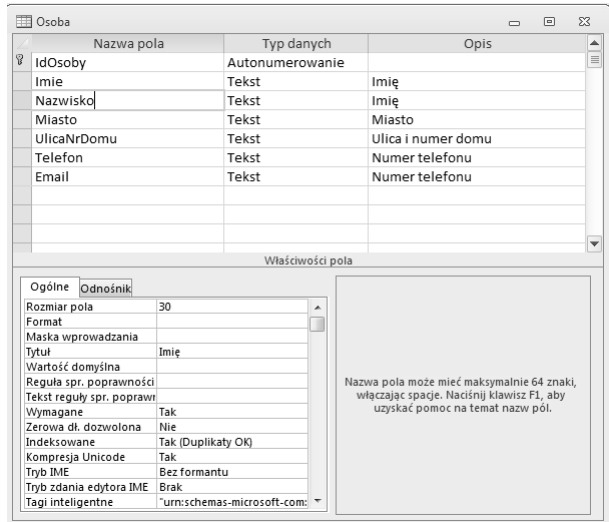 Osoba
Nazwa pola Typ danych Opis
IdOsoby Autonumerowanie
Imie Tekst Imię
Nazwisko Tekst Imię
Miasto Tekst Miasto
UlicaNrDomu Tekst Ulica i numer domu
Telefon Tekst Numer telefonu
Email Tekst Numer telefonu
Właściwości pola
Ogólne Odnośnik
Rozmiar pola 30
Format
Maska wprowadzania
Tytuł Imię
Wartość domyślna
Reguła spr. poprawności
Tekst reguły spr. popraw
Wymagane Tak
Zerowa dł. dozwolona Nie
Indeksowane Tak (Duplikaty OK)
Kompresja Unicode Tak
Tryb IME Bez formantu
Tryb zdania edytora IME Brak
Tagi inteligentne "urn:schemas-microsoft-com:
Nazwa pola może mieć maksymalnie 64 znaki,
włączając spacje. Naciśnij klawisz F1, aby
uzyskać pomoc na temat nazw pól.